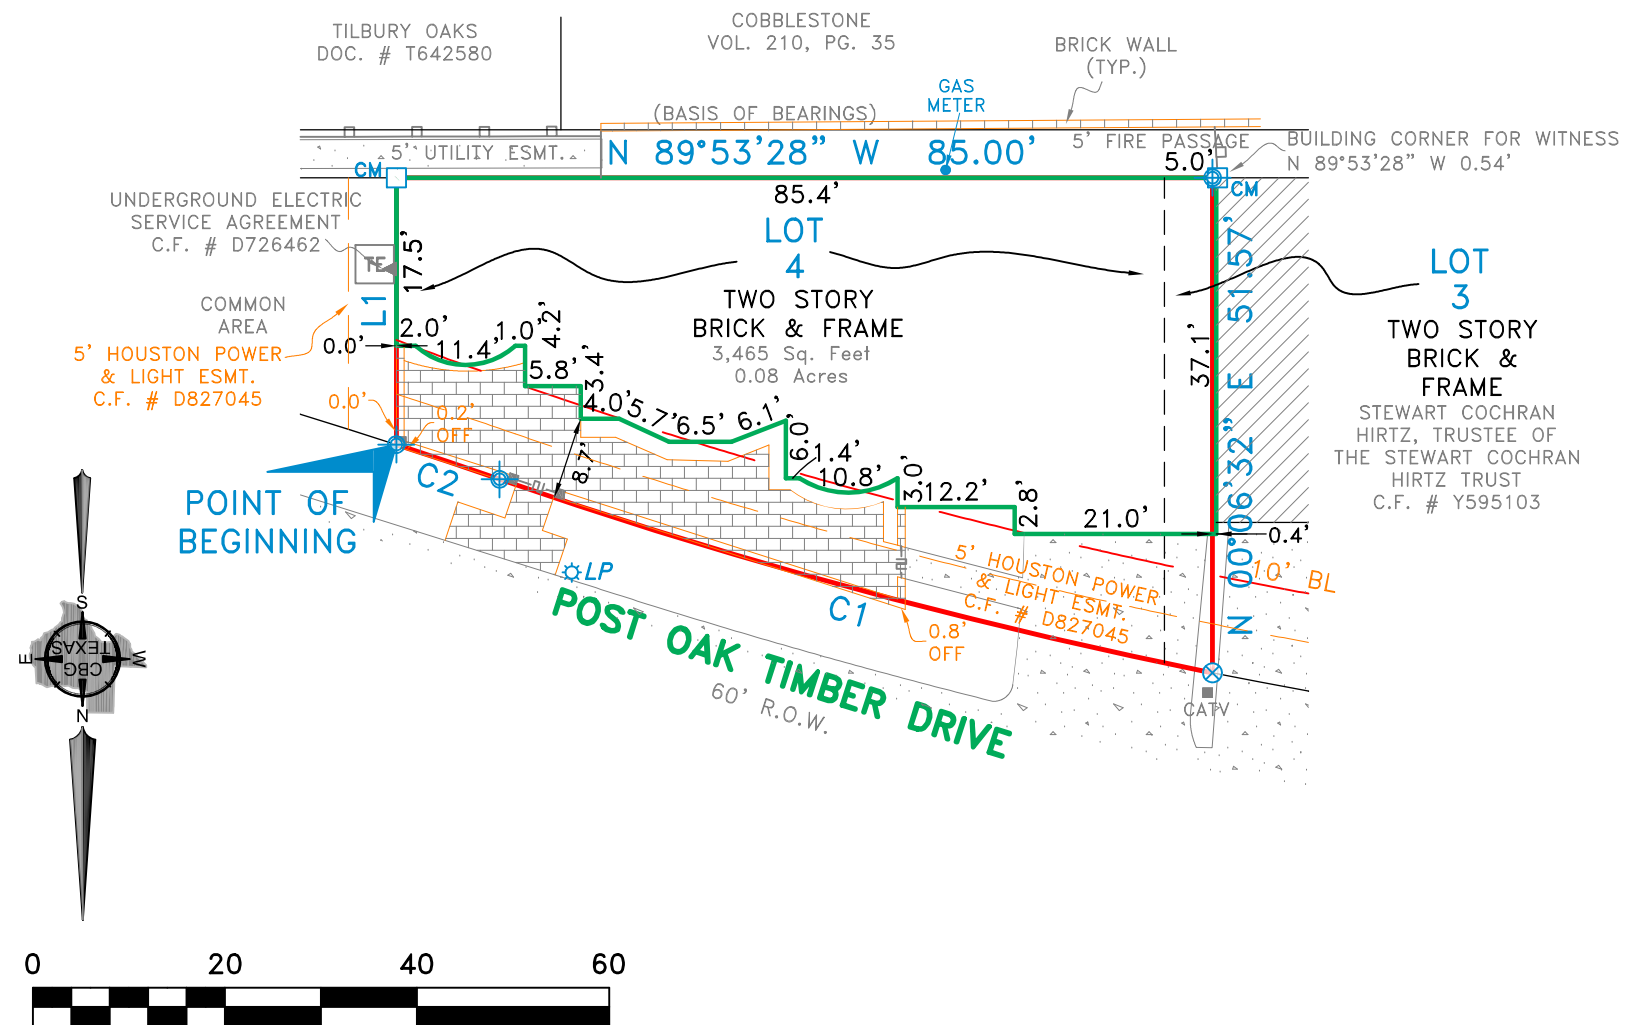 TILBURY OAKS
DOC. # T642580
COBBLESTONE
VOL. 210, PG. 35
BRICK WALL
(TYP.)
GAS
METER
(BASIS OF BEARINGS)
5' UTILITY ESMT.
N 89°53'28" W 85.00'
5' FIRE PASSAGE
5.0'
BUILDING CORNER FOR WITNESS
N 89°53'28" W 0.54'
CM
CM
85.4'
UNDERGROUND ELECTRIC
SERVICE AGREEMENT
C.F. # D726462
TE
17.5'
L1
LOT
4
TWO STORY
BRICK & FRAME
3,465 Sq. Feet
0.08 Acres
LOT
3
TWO STORY
BRICK &
FRAME
STEWART COCHRAN
HIRTZ, TRUSTEE OF
THE STEWART COCHRAN
HIRTZ TRUST
C.F. # Y595103
N 00°06'32" E 51.57'
37.1'
COMMON
AREA
5' HOUSTON POWER
& LIGHT ESMT.
C.F. # D827045
0.0'
2.0'
11.4'
1.0'
4.2'
5.8'
3.4'
4.0'
5.7'
6.5'
6.1'
6.0'
1.4'
10.8'
3.0'
12.2'
2.8'
21.0'
0.4'
0.0'
0.2'
OFF
8.7'
C2
POINT OF
BEGINNING
LP
C1
5' HOUSTON POWER
& LIGHT ESMT.
C.F. # D827045
10' BL
0.8'
OFF
POST OAK TIMBER DRIVE
60' R.O.W.
CATV
S
E
W
N
CBG
TEXAS
0 20 40 60